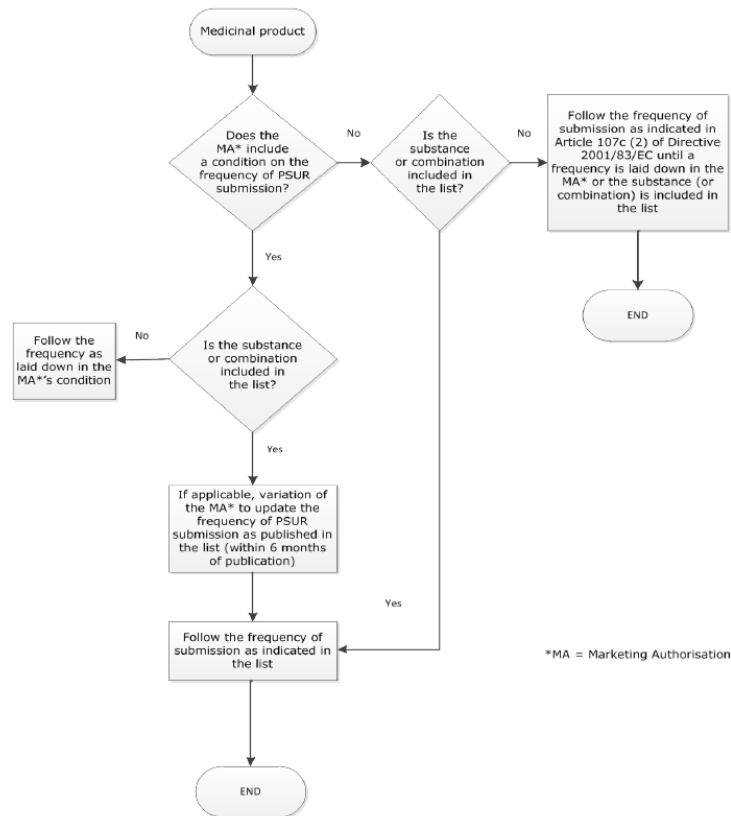 Medicinal product
Does the
MA* include
a condition on the
frequency of PSUR
submission?
No
Is the
substance
or combination
included in
the list?
No
Follow the frequency of
submission as indicated in
Article 107c (2) of Directive
2001/83/EC until a
frequency is laid down in the
MA* or the substance (or
combination) is included in
the list
END
Yes
Is the substance
or combination
included in
the list?
No
Follow the
frequency as
laid down in the
MA*'s condition
Yes
If applicable, variation of
the MA* to update the
frequency of PSUR
submission as published in
the list (within 6 months
of publication)
Yes
Follow the frequency of
submission as indicated in
the list
*MA = Marketing Authorisation
END